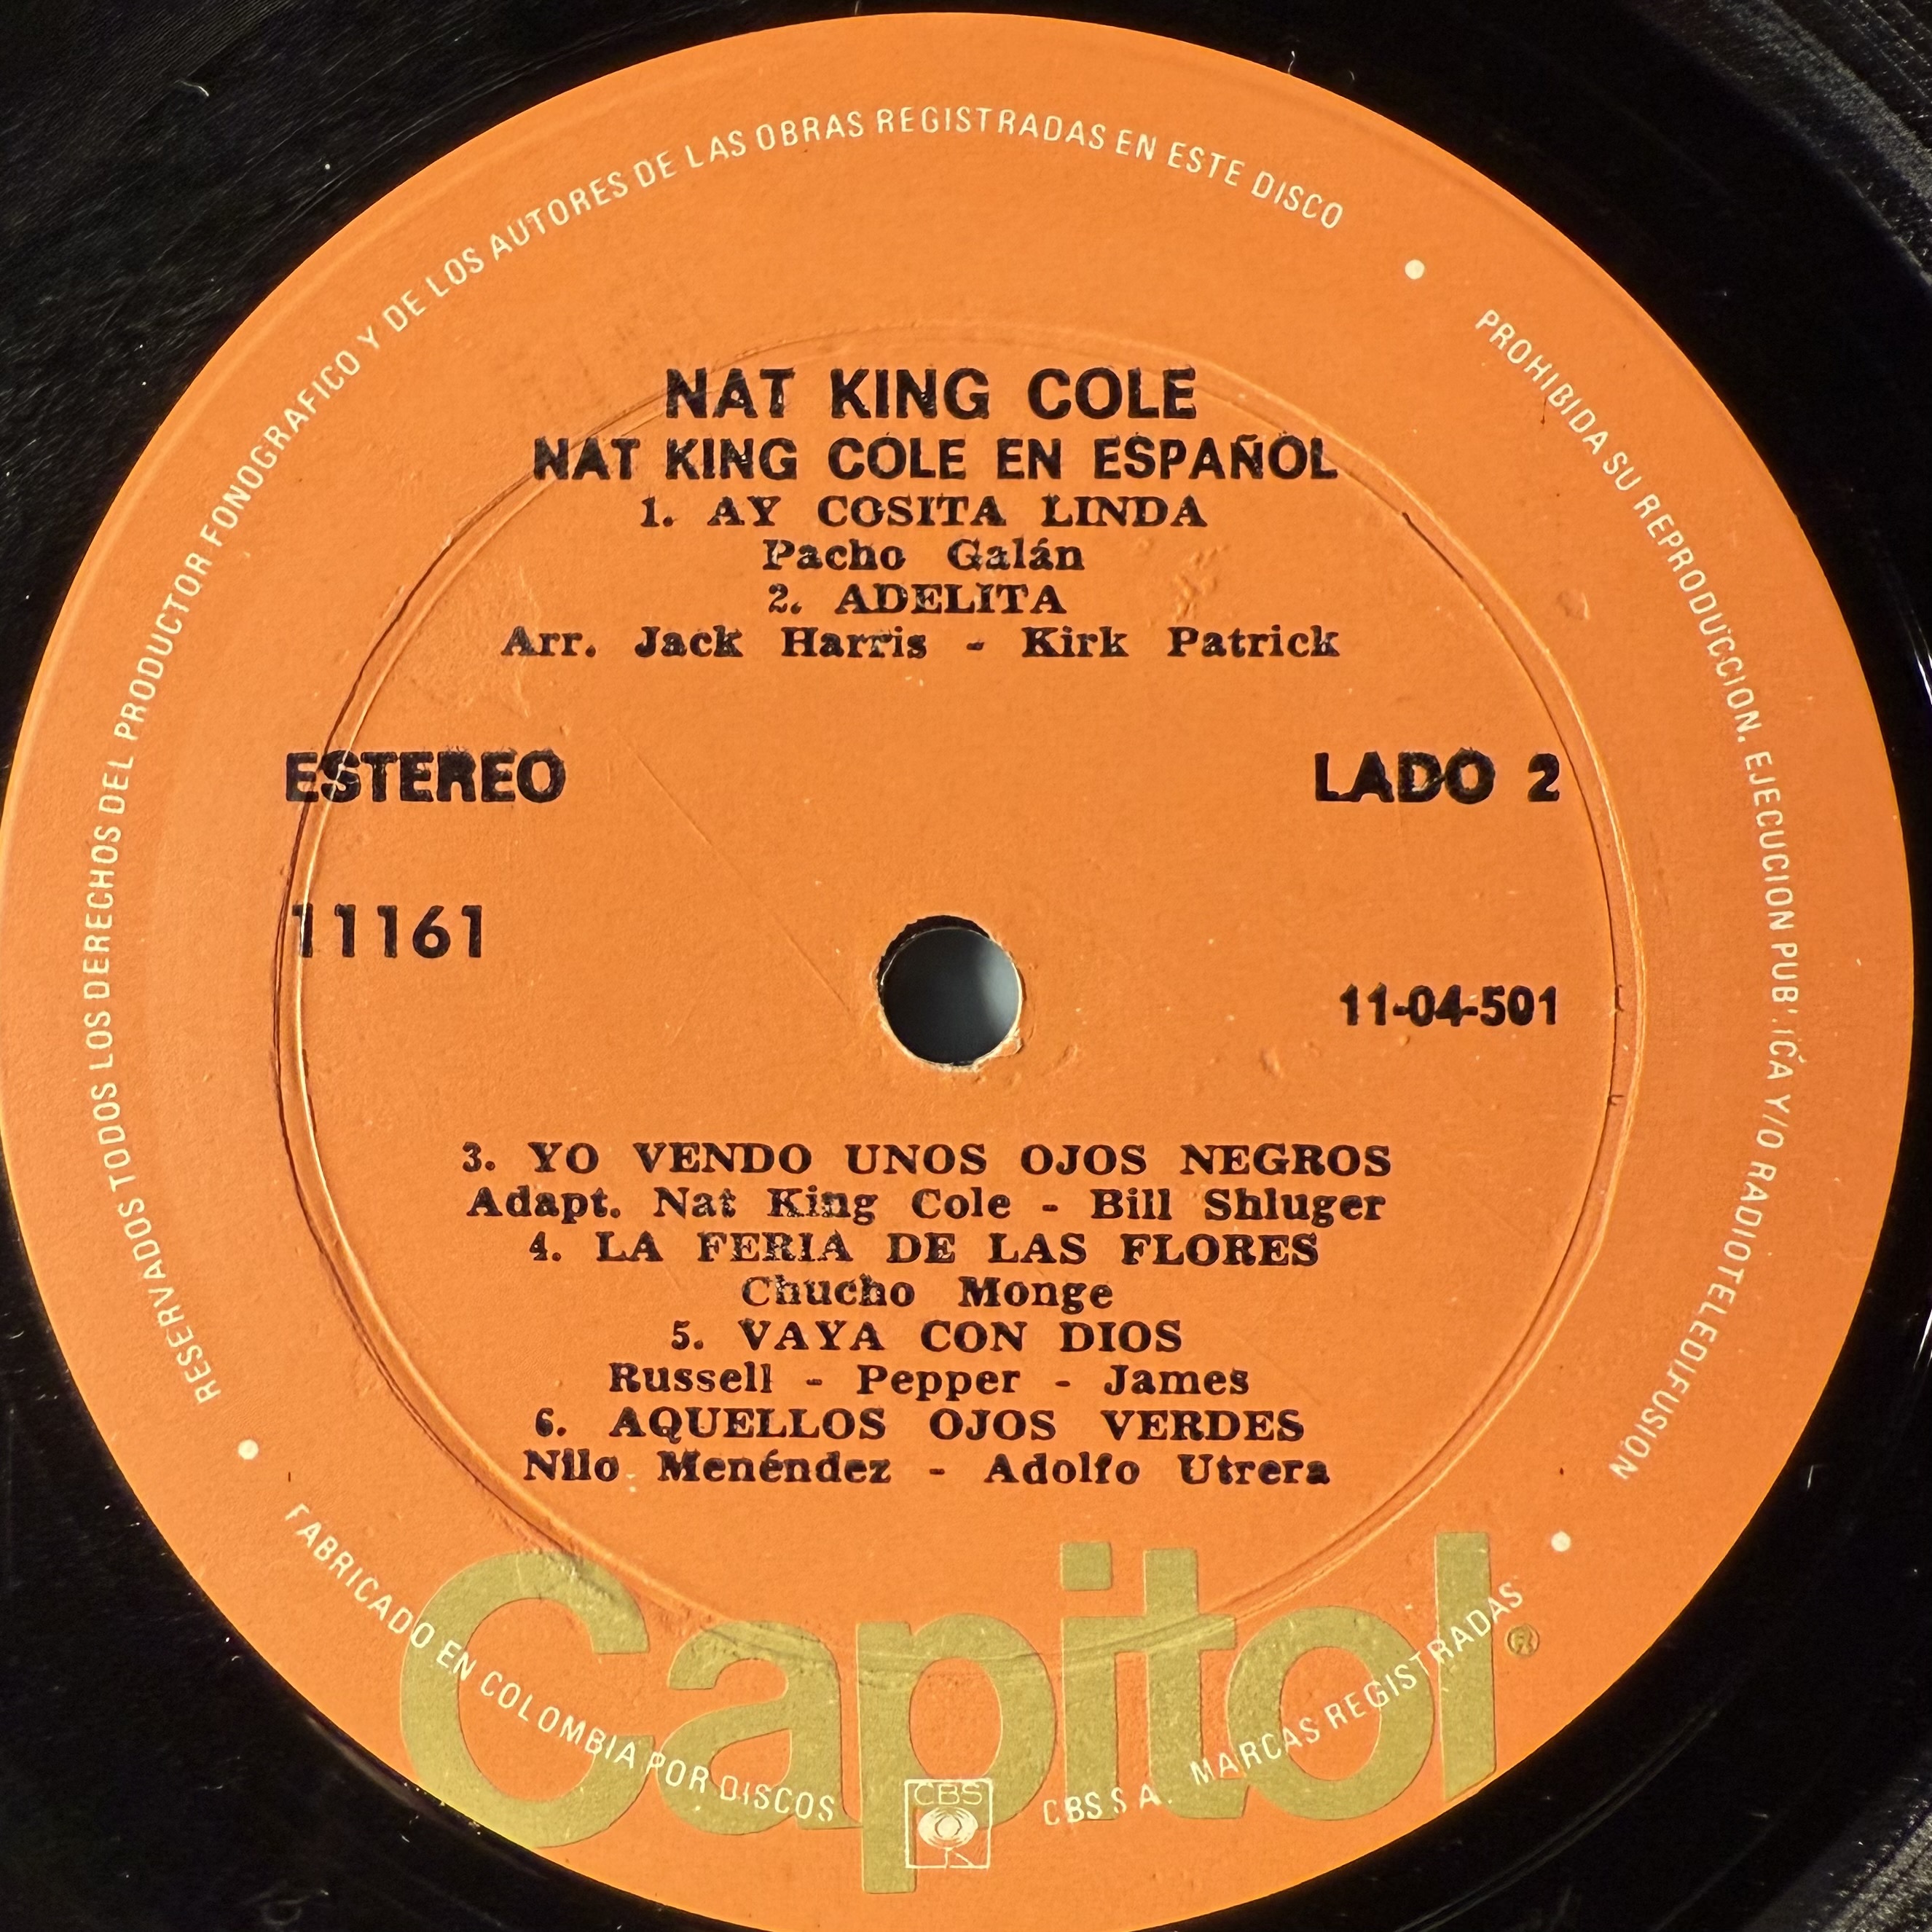 RESERVADOS TODOS LOS DERECHOS DEL PRODUCTOR FONOGRAFICO Y DE LOS AUTORES DE LAS OBRAS REGISTRADAS EN ESTE DISCO
PROHIBIDA SU REPRODUCCION. EJECUCION PUBLICA Y/O RADIOTELEDIFUSION
NAT KING COLE
NAT KING COLE EN ESPAÑOL
1. AY COSITA LINDA
Pacho Galán
2. ADELITA
Arr. Jack Harris - Kirk Patrick
ESTEREO
LADO 2
11161
11-04-501
3. YO VENDO UNOS OJOS NEGROS
Adapt. Nat King Cole - Bill Shluger
4. LA FERIA DE LAS FLORES
Chucho Monge
5. VAYA CON DIOS
Russell - Pepper - James
6. AQUELLOS OJOS VERDES
Nilo Menéndez - Adolfo Utrera
Capitol®
FABRICADO EN COLOMBIA POR DISCOS CBS CBS S A. MARCAS REGISTRADAS